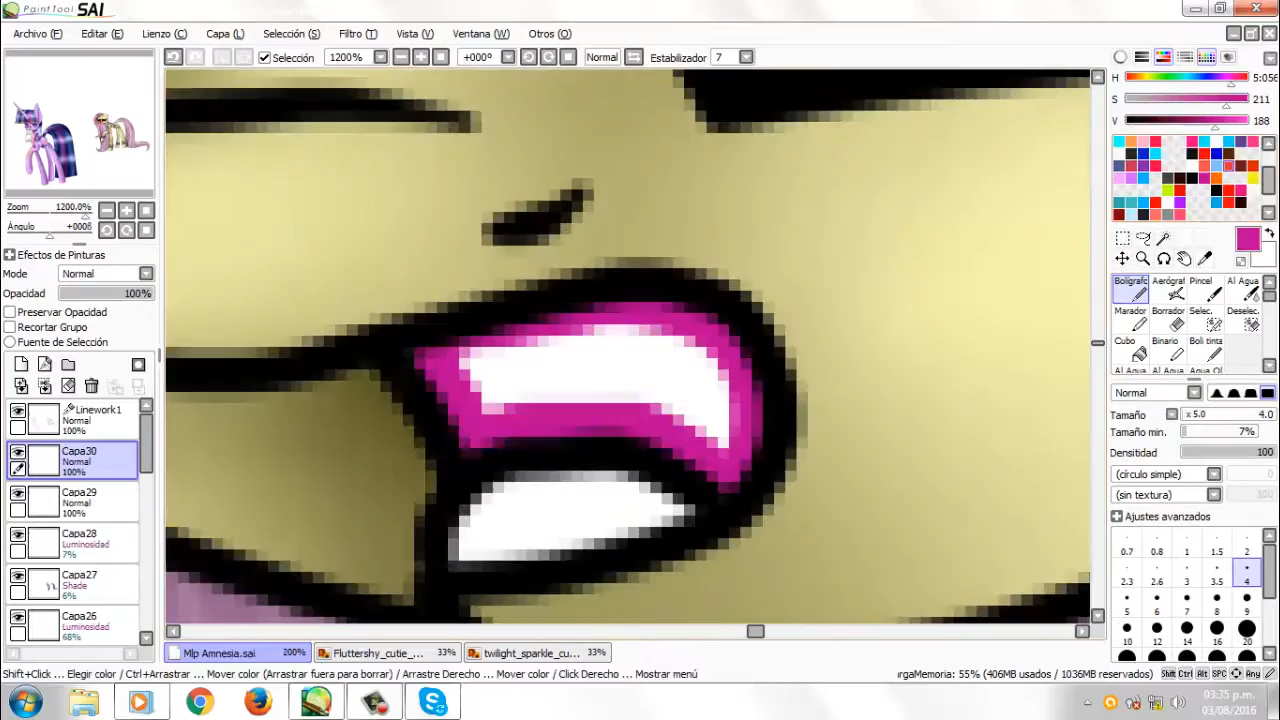 PaintTool SAI
Archivo (F) Editar (E) Lienzo (C) Capa (L) Selección (S) Filtro (T) Vista (V) Ventana (W) Otros (O)
Selección 1200% +000º Normal Estabilizador 7
H 5:056
S 211
V 188
Zoom 1200.0%
Ángulo +000ß
Efectos de Pinturas
Modo Normal
Opacidad 100%
Preservar Opacidad
Recortar Grupo
Fuente de Selección
Linework1
Normal
100%
Capa30
Normal
100%
Capa29
Normal
100%
Capa28
Luminosidad
7%
Capa27
Shade
6%
Capa26
Luminosidad
68%
Bolígrafo Aerógrafo Pincel Al Agua
Marador Borrador Selec. Deselec.
Cubo Binario Boli tinta Al Agua
Normal
Tamaño x 5.0 4.0
Tamaño min. 7%
Densidad 100
(círculo simple)
(sin textura) 100
Ajustes avanzados
0.7 0.8 1 1.5 2
2.3 2.6 3 3.5 4
5 6 7 8 9
10 12 14 16 20
Mlp Amnesia.sai 200% Fluttershy_cutie_... 33% twilight_sparkle_cu... 33%
Shift+Click ... Elegir color / Ctrl+Arrastrar ... Mover color (Arrastrar fuera para borrar) / Arrastre Derecho ... Mover color / Click Derecho ... Mostrar menú
rgaMemoria: 55% (406MB usados / 1036MB reservados) Shift Ctrl Alt SPC Any
03:35 p.m.
03/08/2016